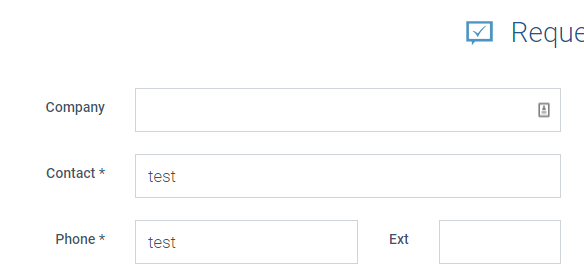 Reque
Company
Contact * test
Phone * test Ext